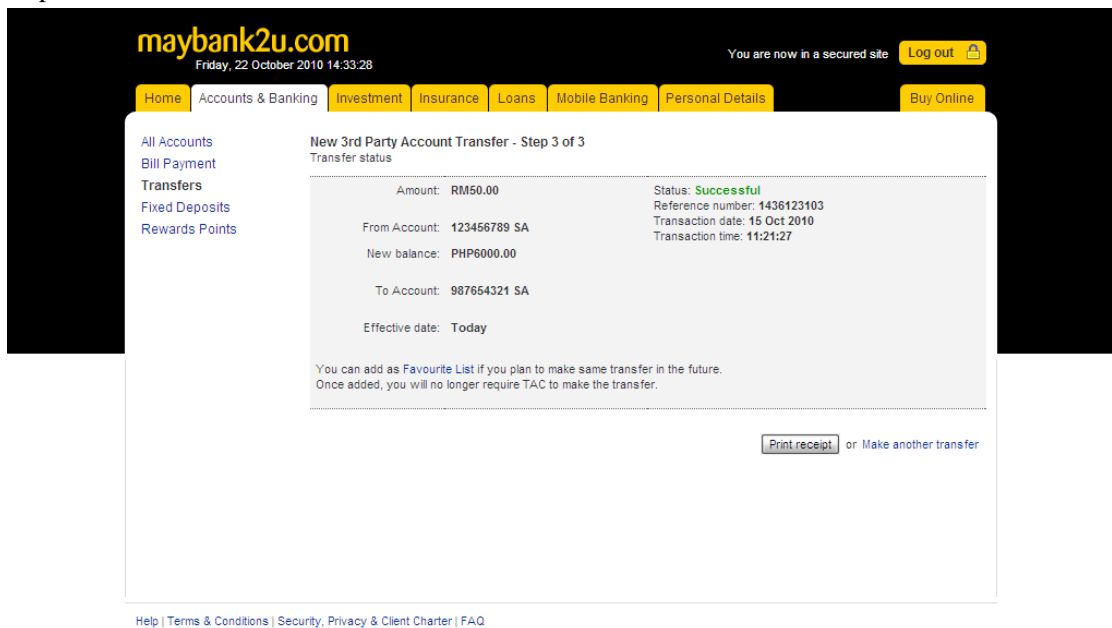 maybank2u.com
Friday, 22 October 2010 14:33:28
You are now in a secured site
Log out
Home
Accounts & Banking
Investment
Insurance
Loans
Mobile Banking
Personal Details
Buy Online
All Accounts
Bill Payment
Transfers
Fixed Deposits
Rewards Points
New 3rd Party Account Transfer - Step 3 of 3
Transfer status
Amount: RM50.00
From Account: 123456789 SA
New balance: PHP6000.00
To Account: 987654321 SA
Effective date: Today
Status: Successful
Reference number: 1436123103
Transaction date: 15 Oct 2010
Transaction time: 11:21:27
You can add as Favourite List if you plan to make same transfer in the future.
Once added, you will no longer require TAC to make the transfer.
Print receipt or Make another transfer
Help | Terms & Conditions | Security, Privacy & Client Charter | FAQ